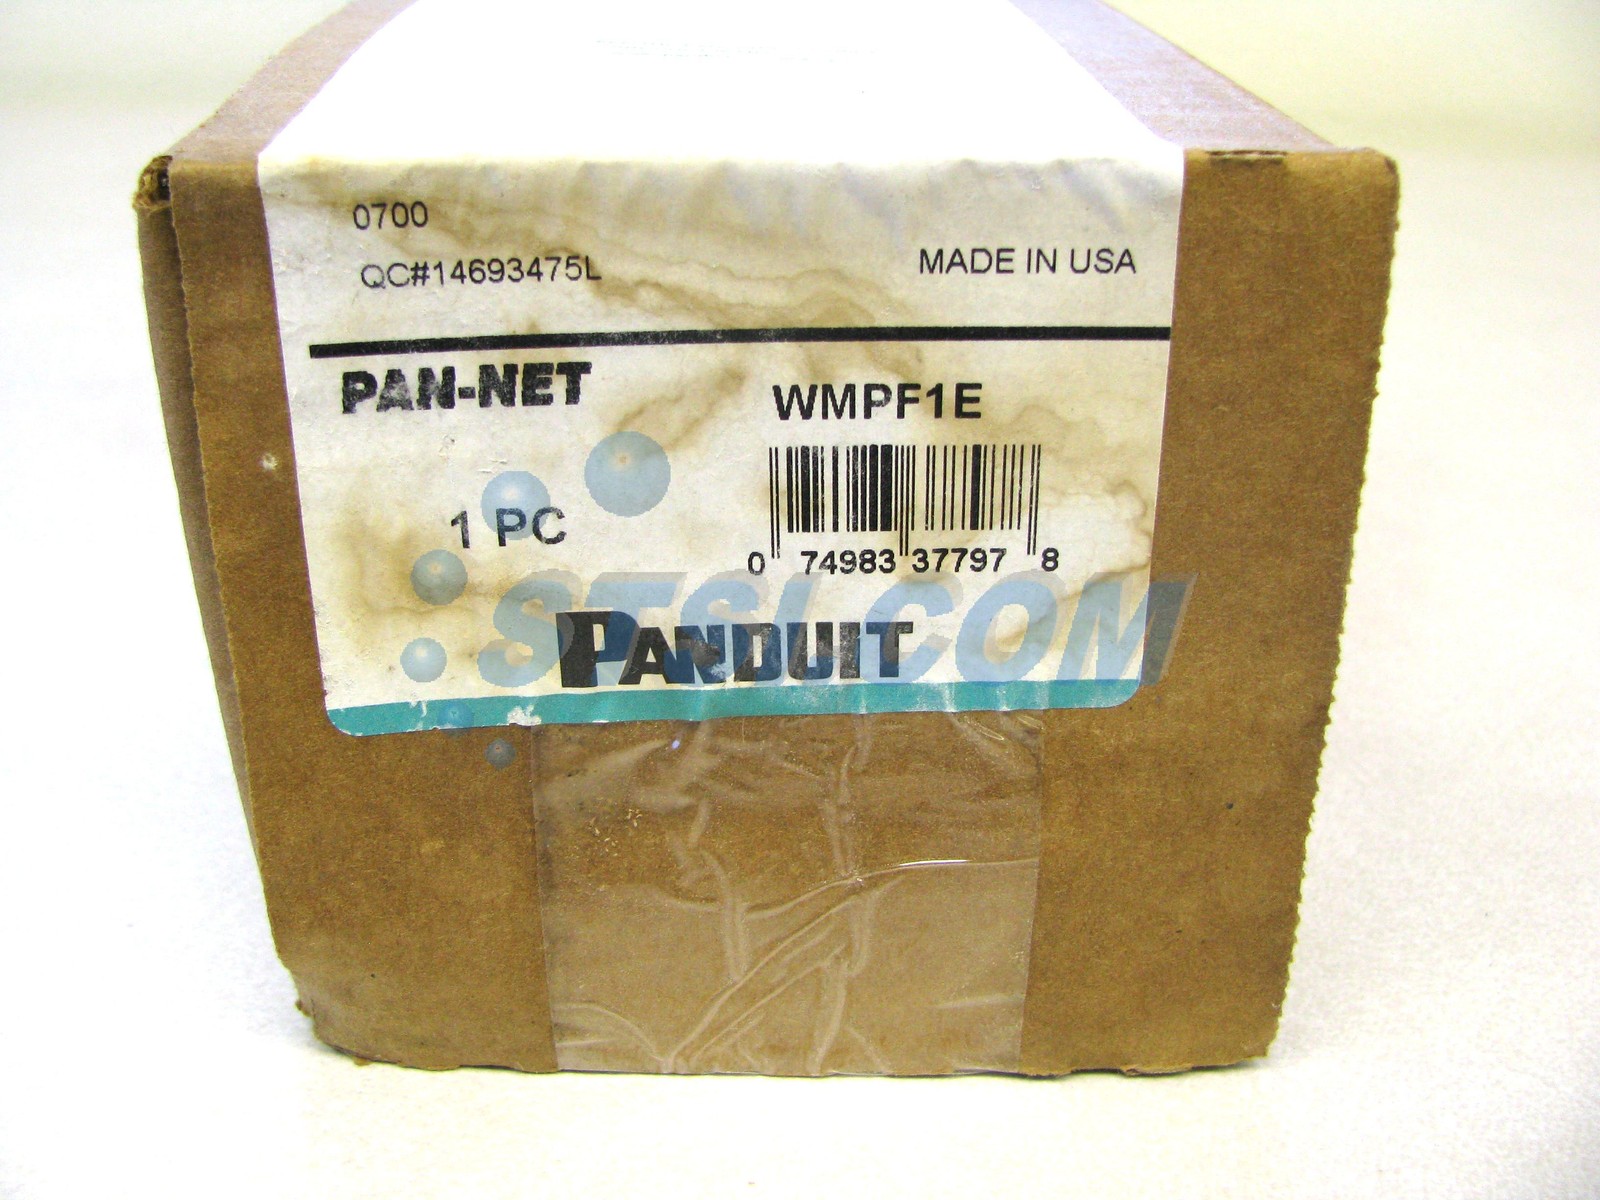 0700
QC#14693475L
MADE IN USA
PAN-NET
WMPF1E
1 PC
0 74983 37797 8
STSI.COM
PANDUIT